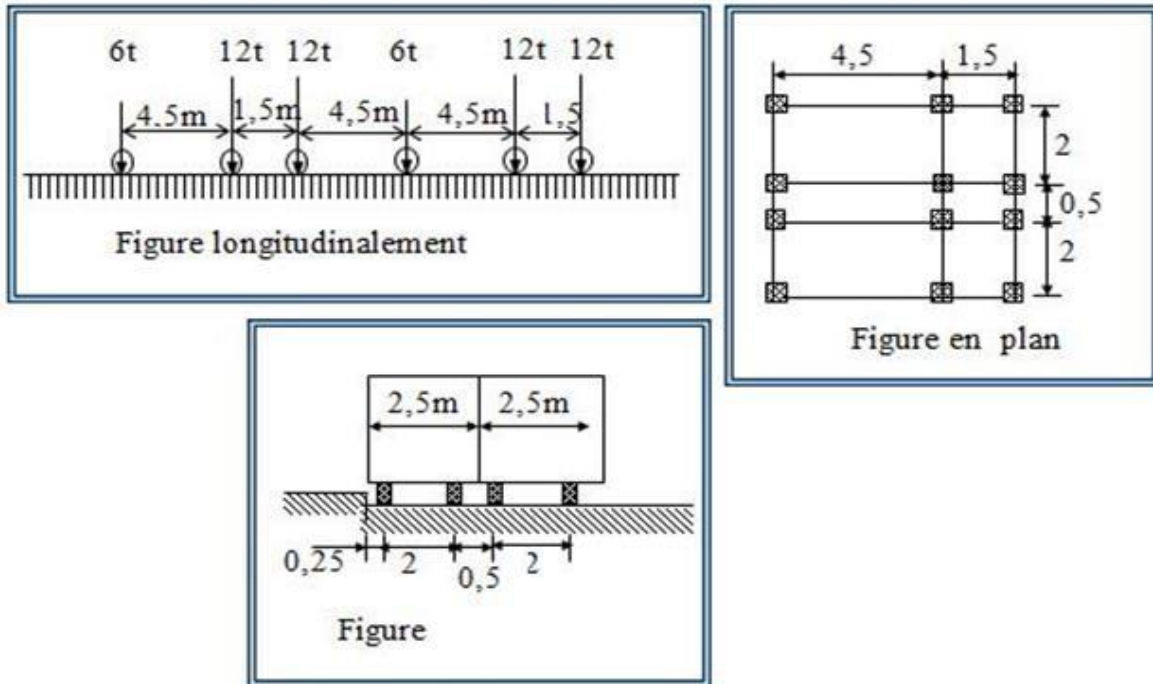 6t 12t 12t 6t 12t 12t
4.5m 1,5m 4,5m 4,5m 1,5
Figure longitudinalement
4,5 1,5
2
0,5
2
Figure en plan
2,5m 2,5m
0,25 2 0,5 2
Figure